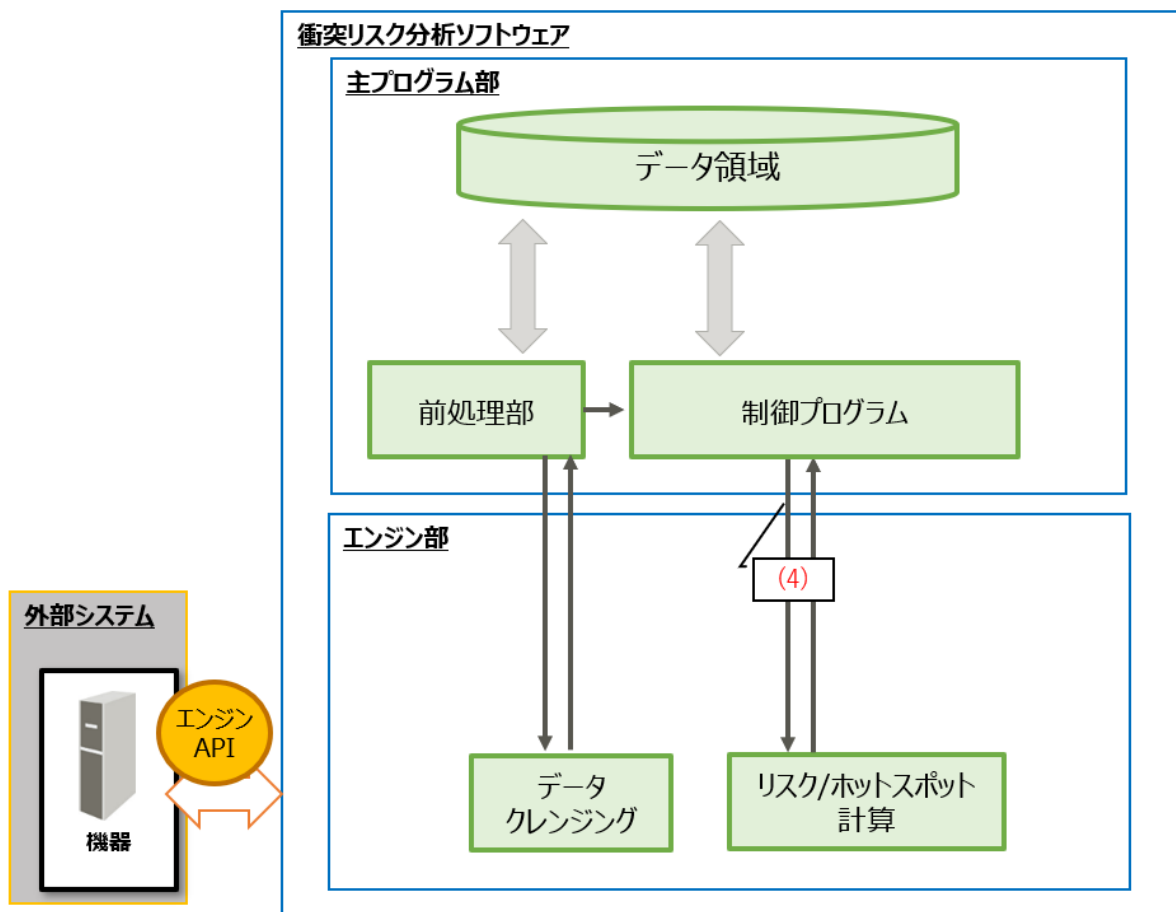 衝突リスク分析ソフトウェア
主プログラム部
データ領域
前処理部
制御プログラム
エンジン部
(4)
外部システム
エンジン
API
機器
データ
クレンジング
リスク/ホットスポット
計算